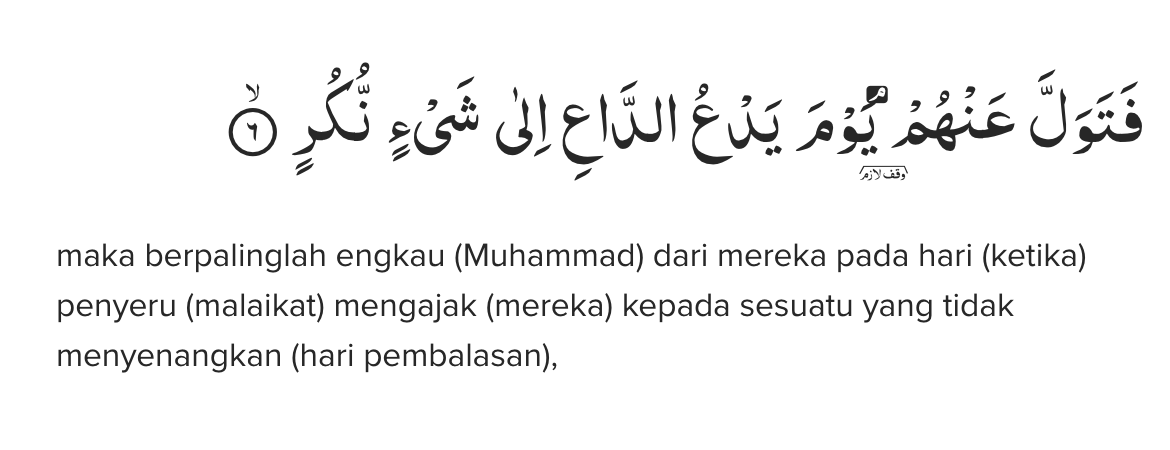 فَتَوَلَّ عَنْهُمْ ۘ يَوْمَ يَدْعُ الدَّاعِ اِلٰى شَيْءٍ نُّكُرٍ ۙ ٦
وقف لازم
maka berpalinglah engkau (Muhammad) dari mereka pada hari (ketika)
penyeru (malaikat) mengajak (mereka) kepada sesuatu yang tidak
menyenangkan (hari pembalasan),